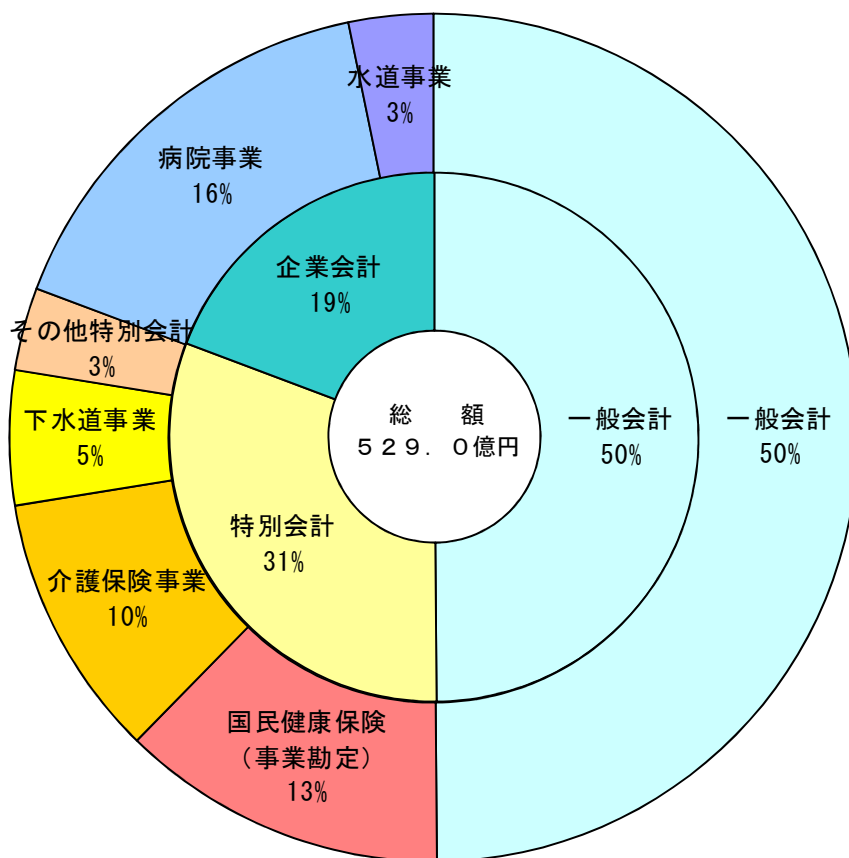 水道事業
3%
病院事業
16%
企業会計
19%
その他特別会計
3%
下水道事業
5%
総　額
５２９．０億円
一般会計
50%
一般会計
50%
特別会計
31%
介護保険事業
10%
国民健康保険
（事業勘定）
13%